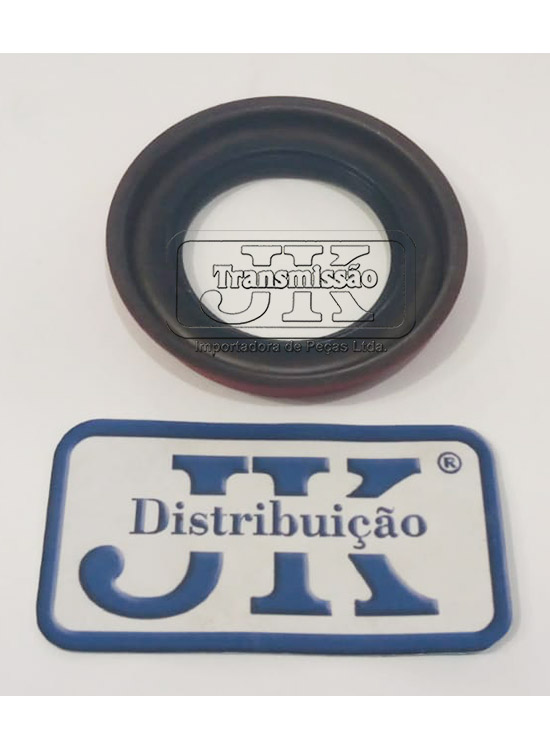 JK
Transmissão
Importadora de Peças Ltda.
JK ®
Distribuição